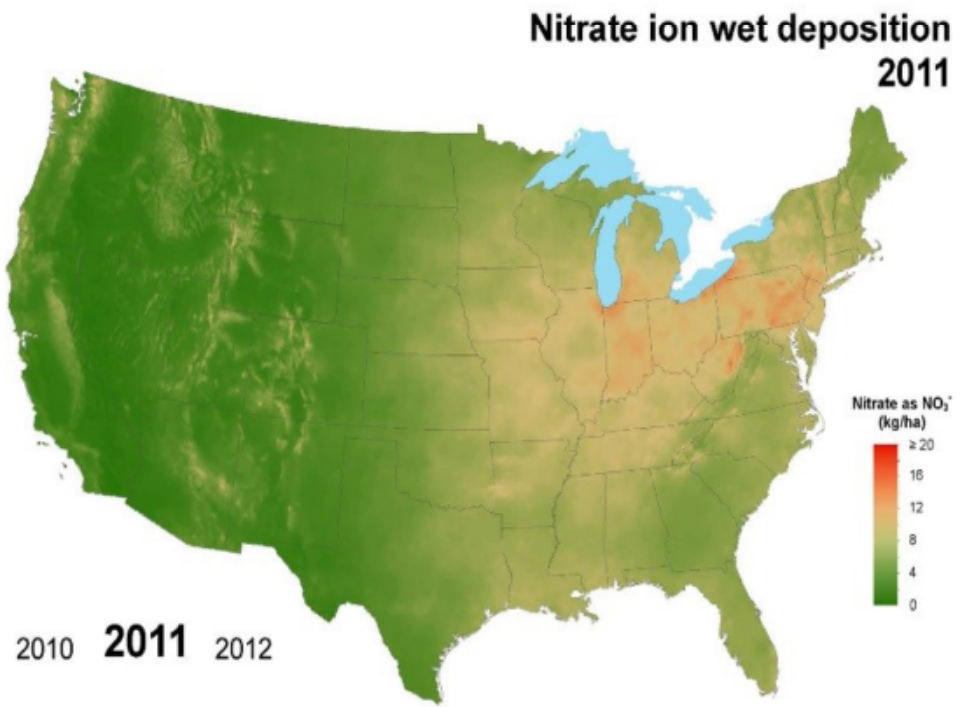 Nitrate ion wet deposition
2011
Nitrate as NO₃⁻
(kg/ha)
≥ 20
16
12
8
4
0
2010 2011 2012